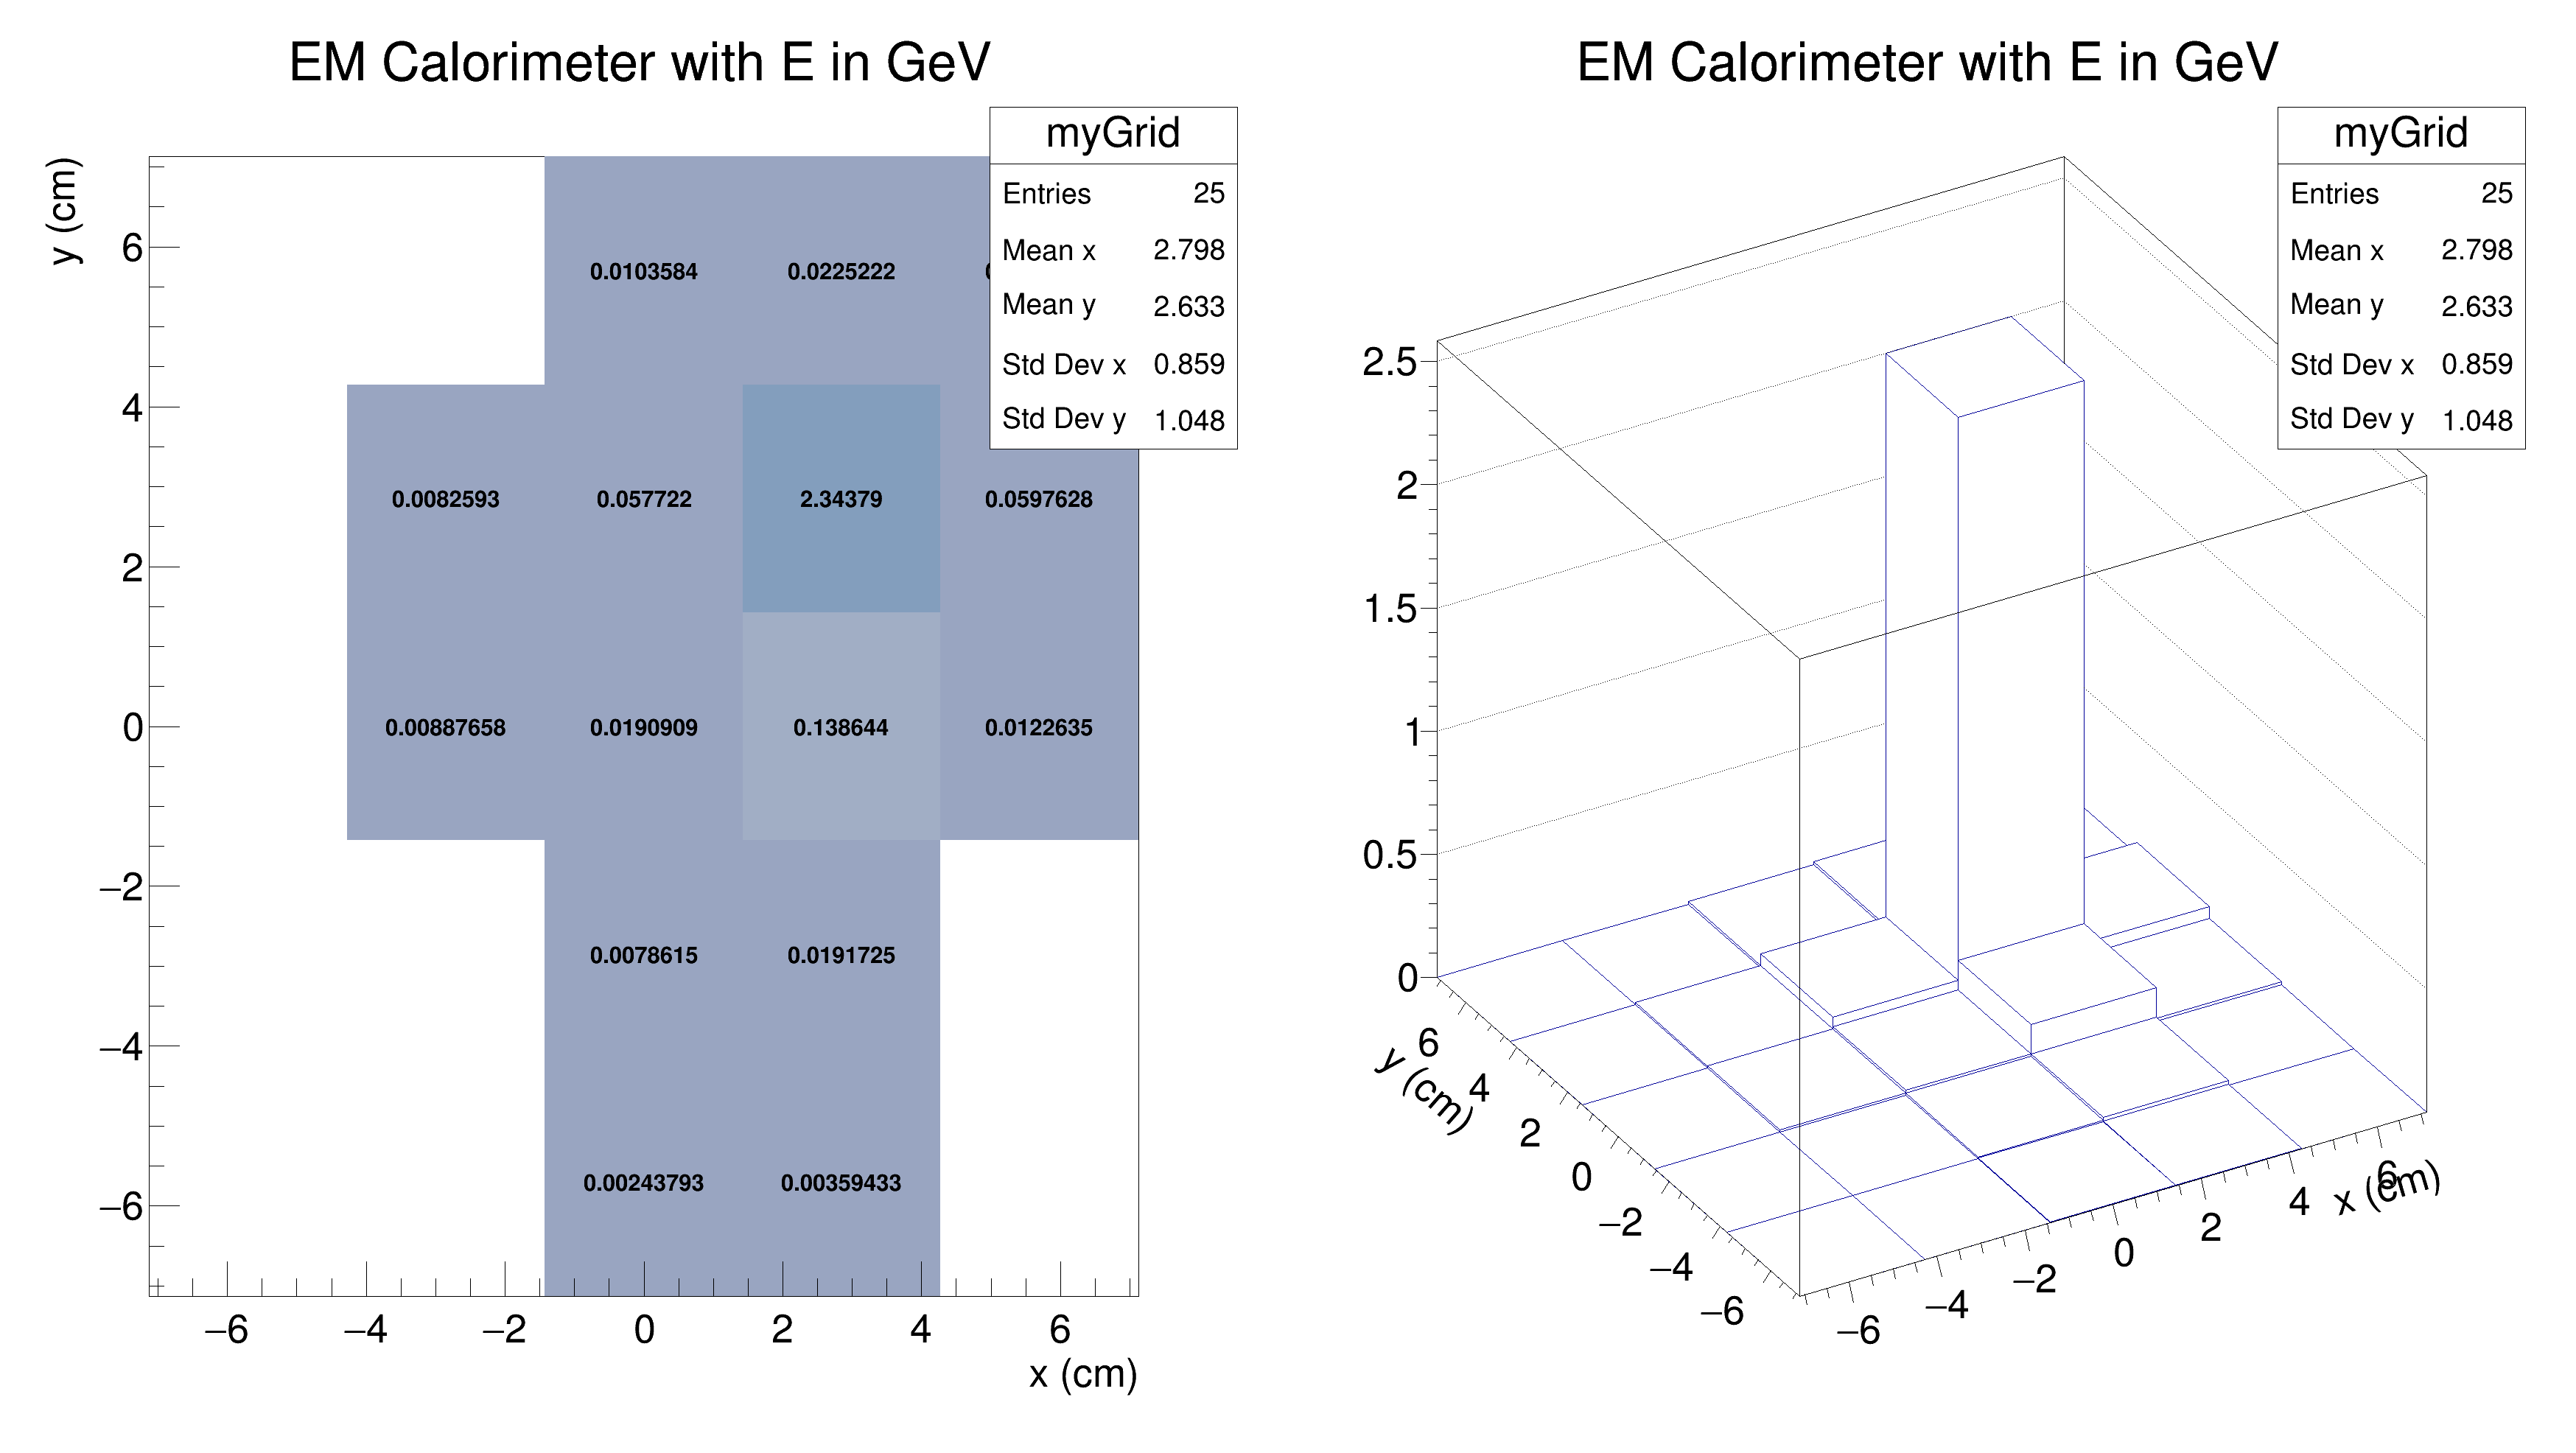 EM Calorimeter with E in GeV
myGrid
Entries 25
Mean x 2.798
Mean y 2.633
Std Dev x 0.859
Std Dev y 1.048
y (cm)
6
4
2
0
−2
−4
−6
0.0103584 0.0225222
0.0082593 0.057722 2.34379 0.0597628
0.00887658 0.0190909 0.138644 0.0122635
0.0078615 0.0191725
0.00243793 0.00359433
−6 −4 −2 0 2 4 6
x (cm)
EM Calorimeter with E in GeV
myGrid
Entries 25
Mean x 2.798
Mean y 2.633
Std Dev x 0.859
Std Dev y 1.048
2.5
2
1.5
1
0.5
0
6
4
2
0
−2
−4
−6
y (cm)
−6
−4
−2
0
2
4
6
x (cm)